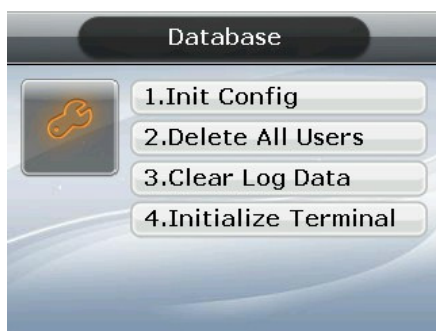 Database
1.Init Config
2.Delete All Users
3.Clear Log Data
4.Initialize Terminal